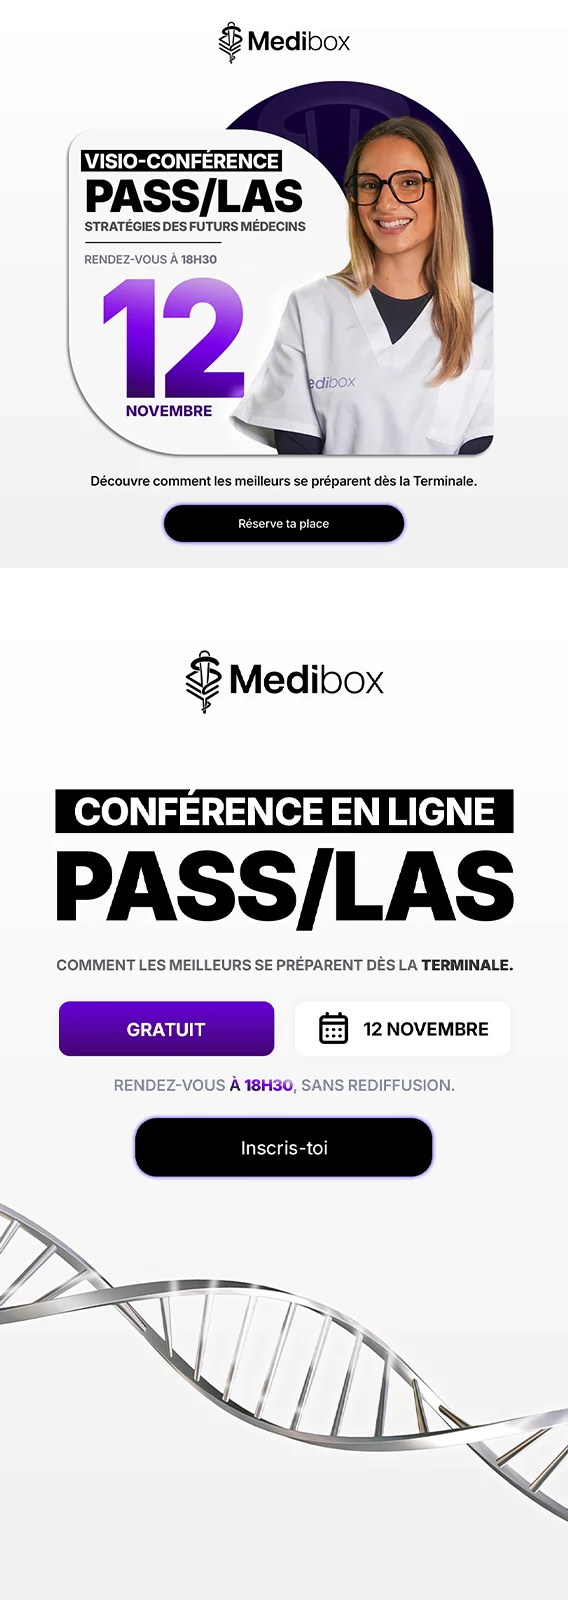 Medibox
VISIO-CONFÉRENCE
PASS/LAS
STRATÉGIES DES FUTURS MÉDECINS
RENDEZ-VOUS À 18H30
12
NOVEMBRE
edibox
Découvre comment les meilleurs se préparent dès la Terminale.
Réserve ta place
Medibox
CONFÉRENCE EN LIGNE
PASS/LAS
COMMENT LES MEILLEURS SE PRÉPARENT DÈS LA TERMINALE.
GRATUIT
12 NOVEMBRE
RENDEZ-VOUS À 18H30, SANS REDIFFUSION.
Inscris-toi